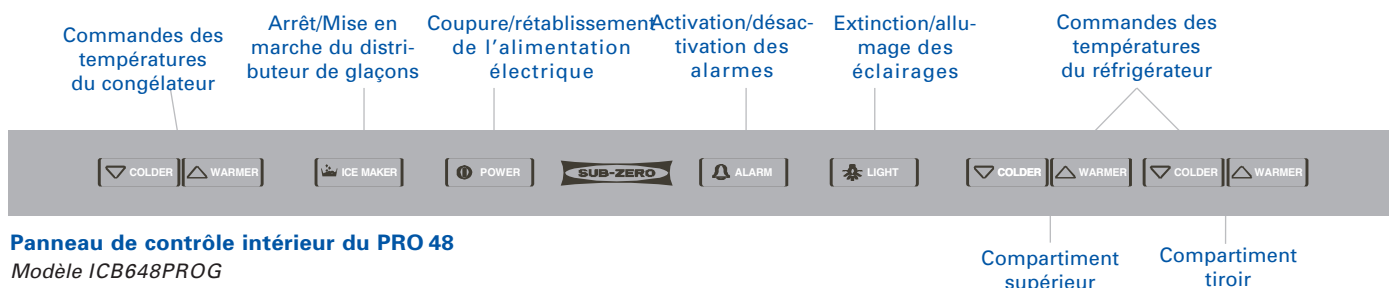 Commandes des
températures
du congélateur
Arrêt/Mise en
marche du distri-
buteur de glaçons
Coupure/rétablissement
de l'alimentation
électrique
Activation/désac-
tivation des
alarmes
Extinction/allu-
mage des
éclairages
Commandes des
températures
du réfrigérateur
COLDER WARMER ICE MAKER POWER SUB-ZERO ALARM LIGHT COLDER WARMER COLDER WARMER
Panneau de contrôle intérieur du PRO 48
Modèle ICB648PROG
Compartiment
supérieur
Compartiment
tiroir